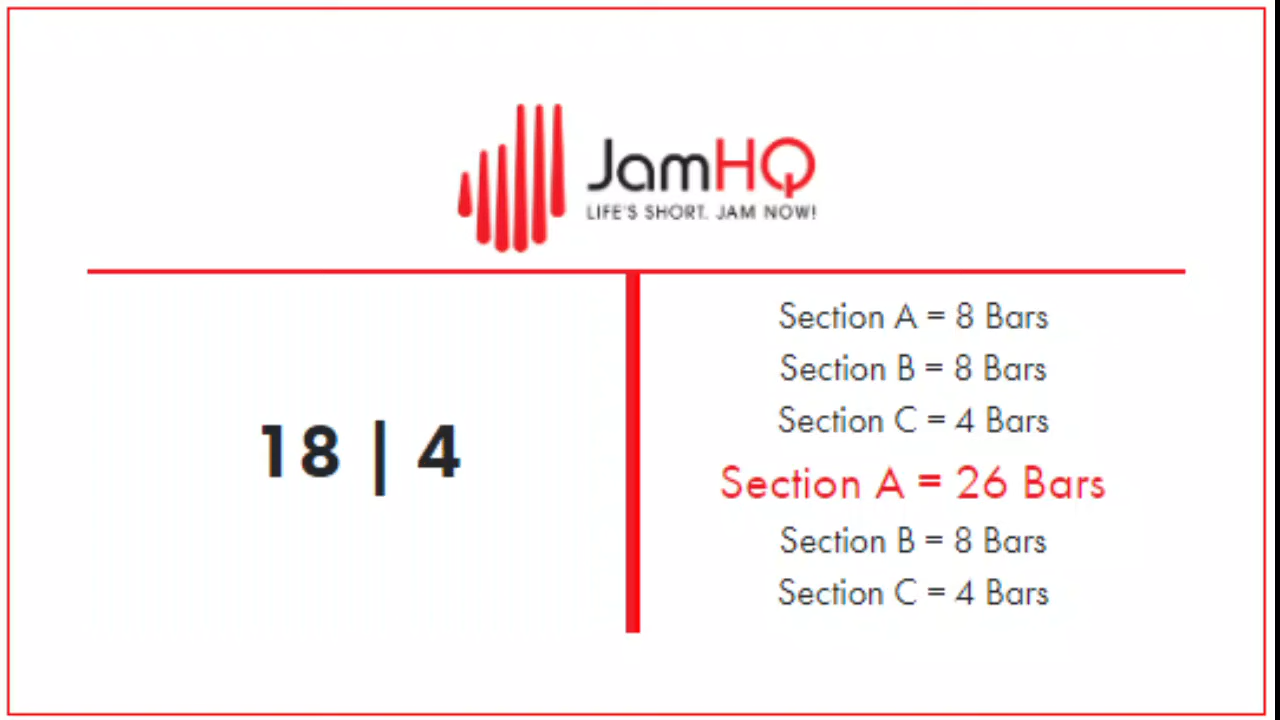 JamHQ
LIFE'S SHORT. JAM NOW!
18 | 4
Section A = 8 Bars
Section B = 8 Bars
Section C = 4 Bars
Section A = 26 Bars
Section B = 8 Bars
Section C = 4 Bars